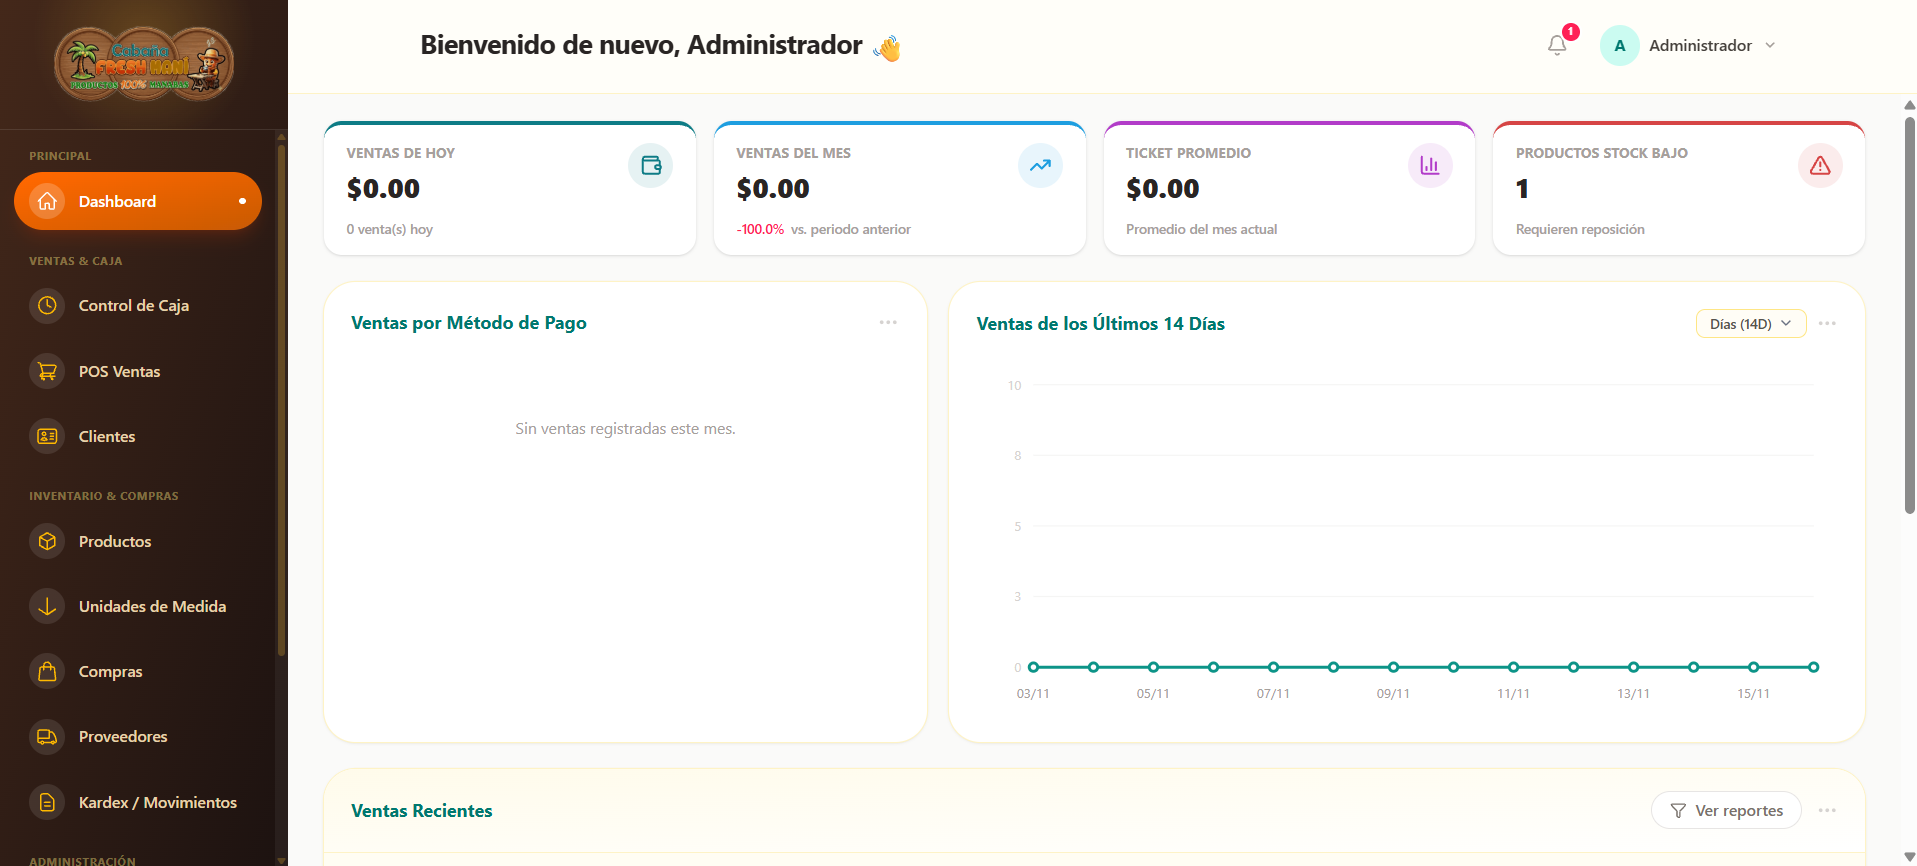 Cabaña
FRESH MANÍ
PRODUCTOS 100% MANABAS
PRINCIPAL
Dashboard
VENTAS & CAJA
Control de Caja
POS Ventas
Clientes
INVENTARIO & COMPRAS
Productos
Unidades de Medida
Compras
Proveedores
Kardex / Movimientos
ADMINISTRACIÓN
Bienvenido de nuevo, Administrador 👋
1
A
Administrador
VENTAS DE HOY
$0.00
0 venta(s) hoy
VENTAS DEL MES
$0.00
-100.0% vs. periodo anterior
TICKET PROMEDIO
$0.00
Promedio del mes actual
PRODUCTOS STOCK BAJO
1
Requieren reposición
Ventas por Método de Pago
Sin ventas registradas este mes.
Ventas de los Últimos 14 Días
Días (14D)
10
8
5
3
0
03/11 05/11 07/11 09/11 11/11 13/11 15/11
Ventas Recientes
Ver reportes